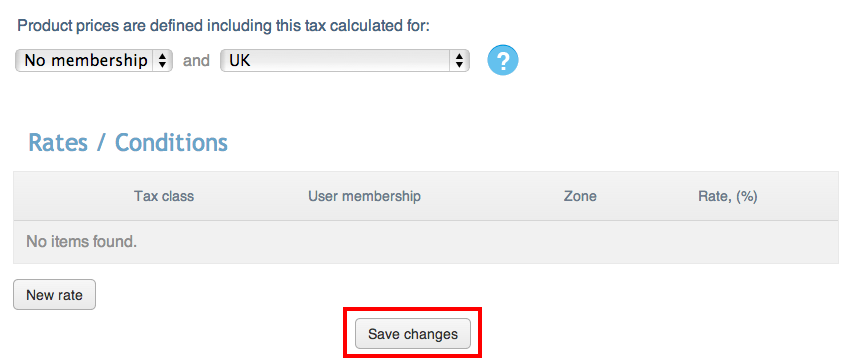 Product prices are defined including this tax calculated for:
No membership and UK ?
Rates / Conditions
Tax class User membership Zone Rate, (%)
No items found.
New rate
Save changes